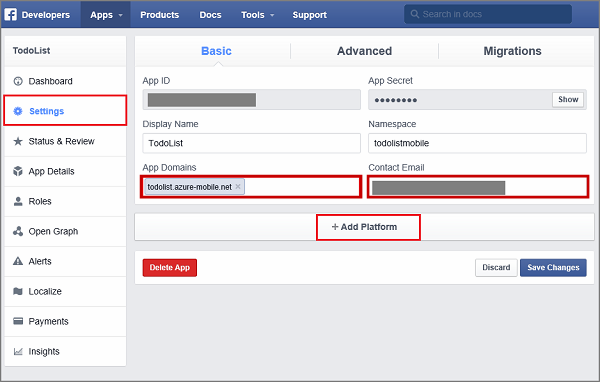 f Developers Apps Products Docs Tools Support Search in docs
TodoList
Dashboard
Settings
Status & Review
App Details
Roles
Open Graph
Alerts
Localize
Payments
Insights
Basic Advanced Migrations
App ID App Secret
●●●●●●●● Show
Display Name Namespace
TodoList todolistmobile
App Domains Contact Email
todolist.azure-mobile.net ×
+ Add Platform
Delete App Discard Save Changes